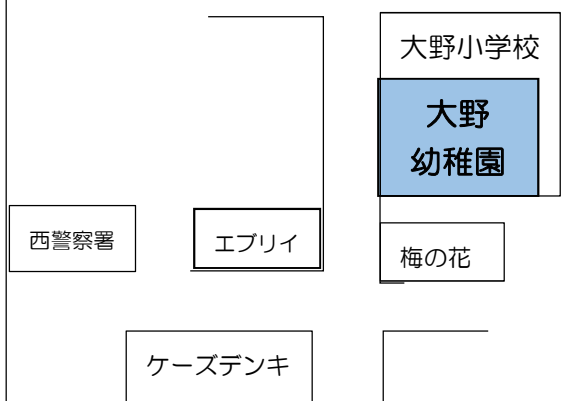 大野小学校
大野
幼稚園
西警察署
エブリイ
梅の花
ケーズデンキ